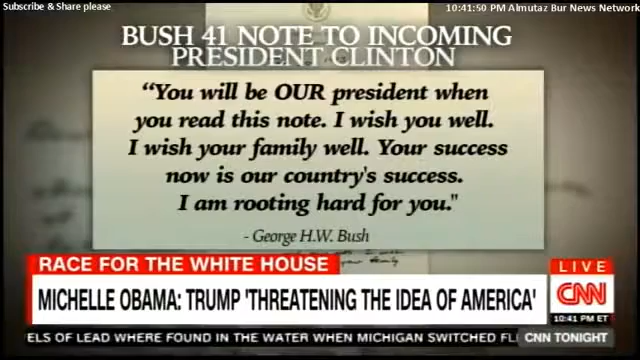 Subscribe & Share please
10:41:50 PM Almutaz Bur News Network
BUSH 41 NOTE TO INCOMING
PRESIDENT CLINTON
“You will be OUR president when
you read this note. I wish you well.
I wish your family well. Your success
now is our country's success.
I am rooting hard for you."
- George H.W. Bush
your family
RACE FOR THE WHITE HOUSE
LIVE
MICHELLE OBAMA: TRUMP 'THREATENING THE IDEA OF AMERICA'
CNN
10:41 PM ET
ELS OF LEAD WHERE FOUND IN THE WATER WHEN MICHIGAN SWITCHED FLI
CNN TONIGHT